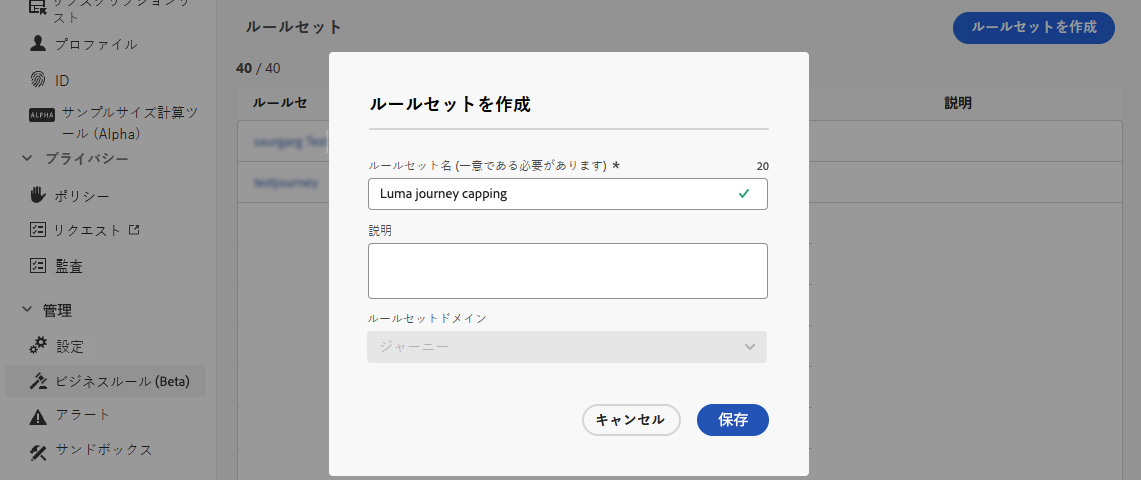 サブスクリプションリ
スト
プロファイル
ID
ALPHA
サンプルサイズ計算ツ
ール (Alpha)
プライバシー
ポリシー
リクエスト
監査
管理
設定
ビジネスルール (Beta)
アラート
サンドボックス
ルールセット
ルールセットを作成
40 / 40
ルールセ
説明
testjourney
ルールセットを作成
ルールセット名 (一意である必要があります) *
20
Luma journey capping
説明
ルールセットドメイン
ジャーニー
キャンセル
保存